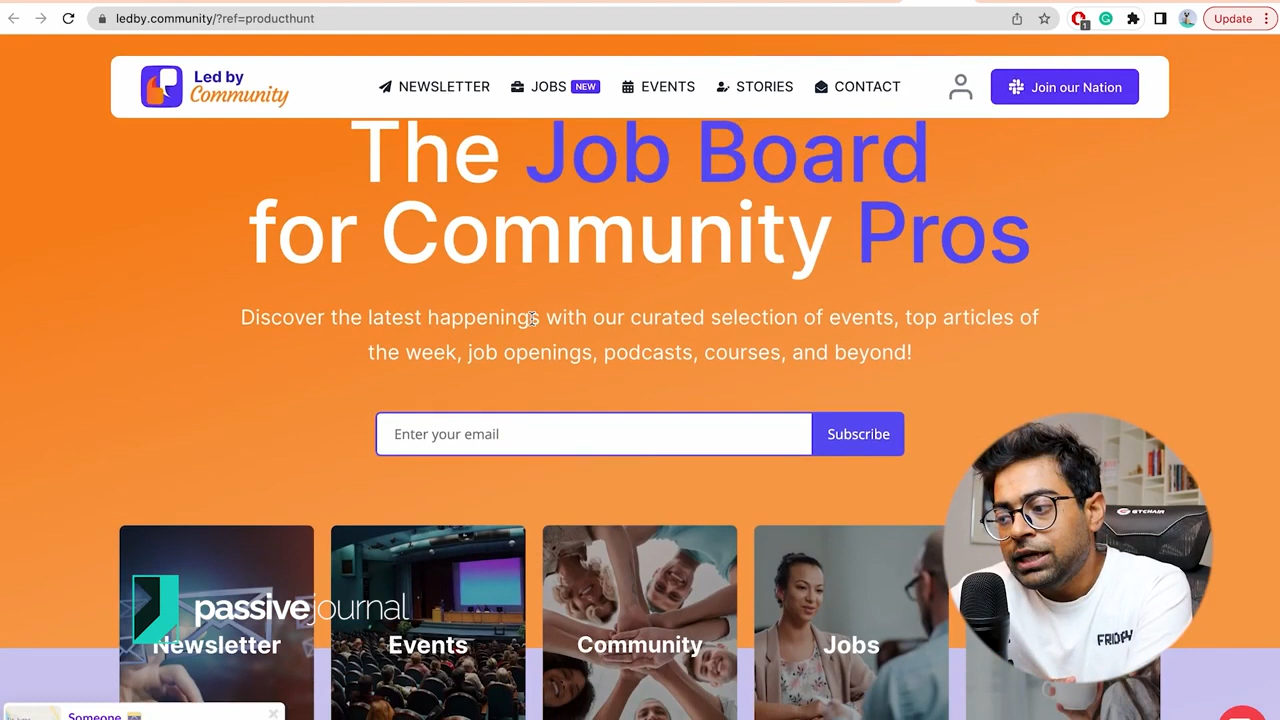 ledby.community/?ref=producthunt
1
Update
Led by
Community
NEWSLETTER
JOBS NEW
EVENTS
STORIES
CONTACT
Join our Nation
The Job Board
for Community Pros
Discover the latest happenings with our curated selection of events, top articles of
the week, job openings, podcasts, courses, and beyond!
Enter your email
Subscribe
GTCHAIR
FRIDAY
passivejournal
Newsletter
Events
Community
Jobs
Someone